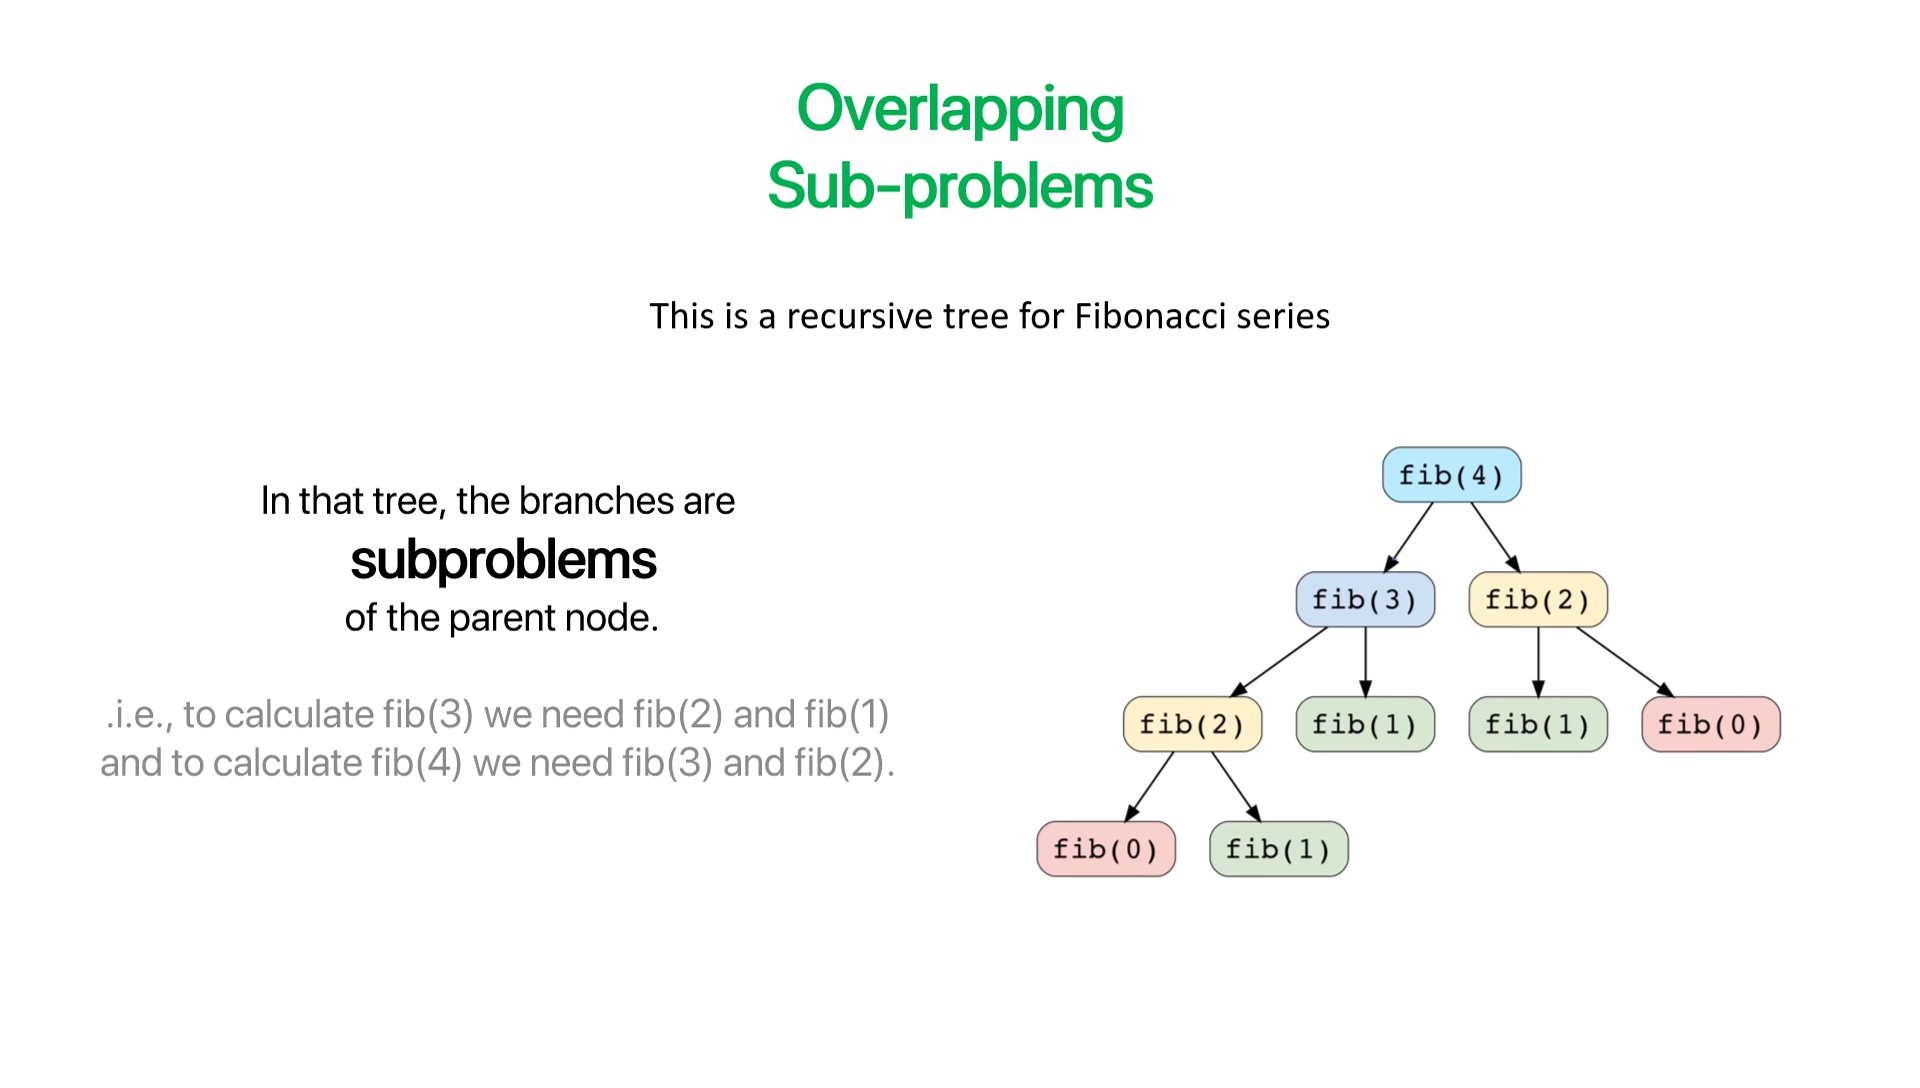 Overlapping
Sub-problems
This is a recursive tree for Fibonacci series
In that tree, the branches are
subproblems
of the parent node.
.i.e., to calculate fib(3) we need fib(2) and fib(1)
and to calculate fib(4) we need fib(3) and fib(2).
fib(4)
fib(3) fib(2)
fib(2) fib(1) fib(1) fib(0)
fib(0) fib(1)